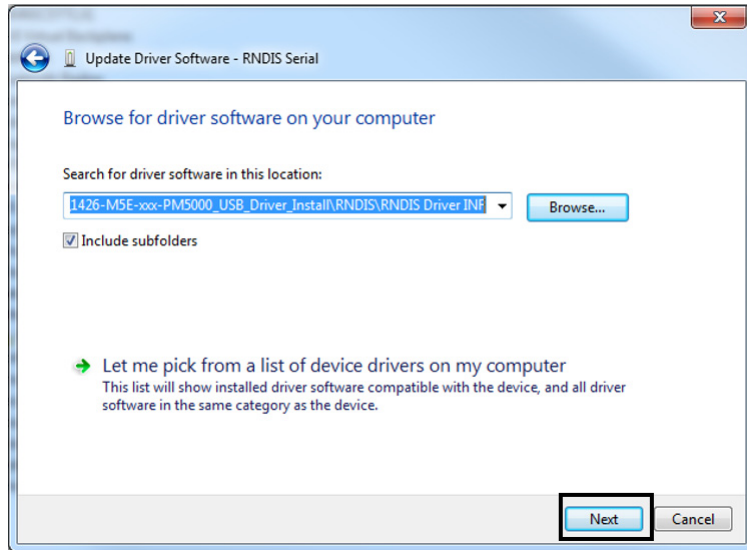 Update Driver Software - RNDIS Serial
Browse for driver software on your computer
Search for driver software in this location:
1426-M5E-xxx-PM5000_USB_Driver_Install\RNDIS\RNDIS Driver INF
Browse...
Include subfolders
Let me pick from a list of device drivers on my computer
This list will show installed driver software compatible with the device, and all driver
software in the same category as the device.
Next
Cancel